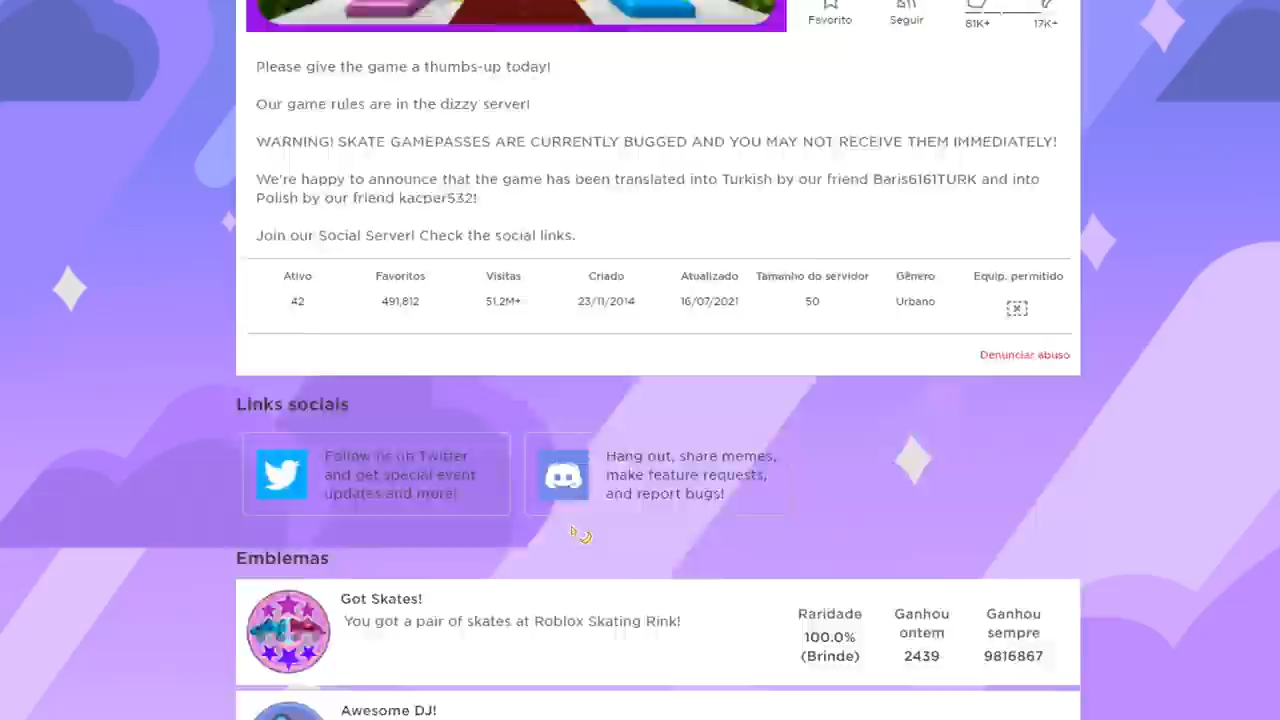 Favorito Seguir 81K+ 17K+
Please give the game a thumbs-up today!
Our game rules are in the dizzy server!
WARNING! SKATE GAMEPASSES ARE CURRENTLY BUGGED AND YOU MAY NOT RECEIVE THEM IMMEDIATELY!
We're happy to announce that the game has been translated into Turkish by our friend Baris6161TURK and into
Polish by our friend kacper532!
Join our Social Server! Check the social links.
Ativo Favoritos Visitas Criado Atualizado Tamanho do servidor Gênero Equip. permitido
42 491,812 51.2M+ 23/11/2014 16/07/2021 50 Urbano
Denunciar abuso
Links sociais
Follow us on Twitter
and get special event
updates and more!
Hang out, share memes,
make feature requests,
and report bugs!
Emblemas
Got Skates!
You got a pair of skates at Roblox Skating Rink!
Raridade
100.0%
(Brinde)
Ganhou
ontem
2439
Ganhou
sempre
9816867
Awesome DJ!